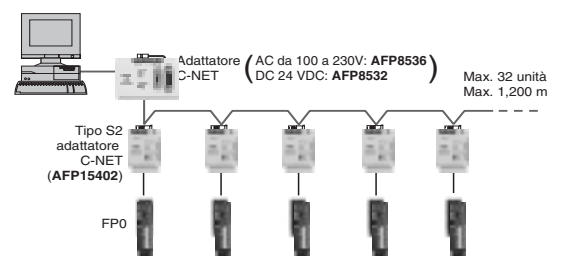 Adattatore
C-NET
( AC da 100 a 230V: AFP8536
DC 24 VDC: AFP8532 )
Max. 32 unità
Max. 1,200 m
Tipo S2
adattatore
C-NET
(AFP15402)
FP0